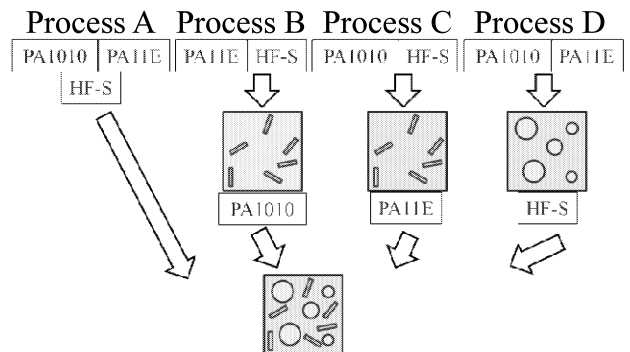 Process A Process B Process C Process D
PA1010 PA11E PA11E HF-S PA1010 HF-S PA1010 PA11E
HF-S
PA1010 PA11E HF-S